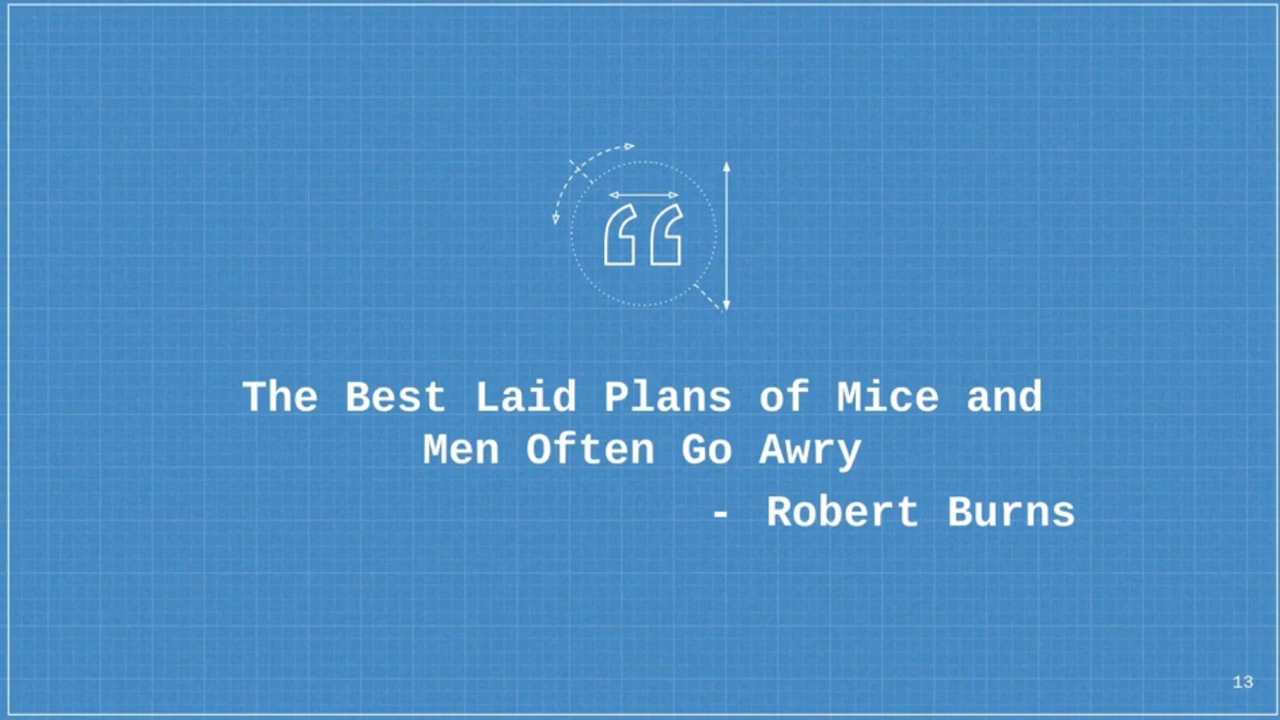 The Best Laid Plans of Mice and
Men Often Go Awry
- Robert Burns
13